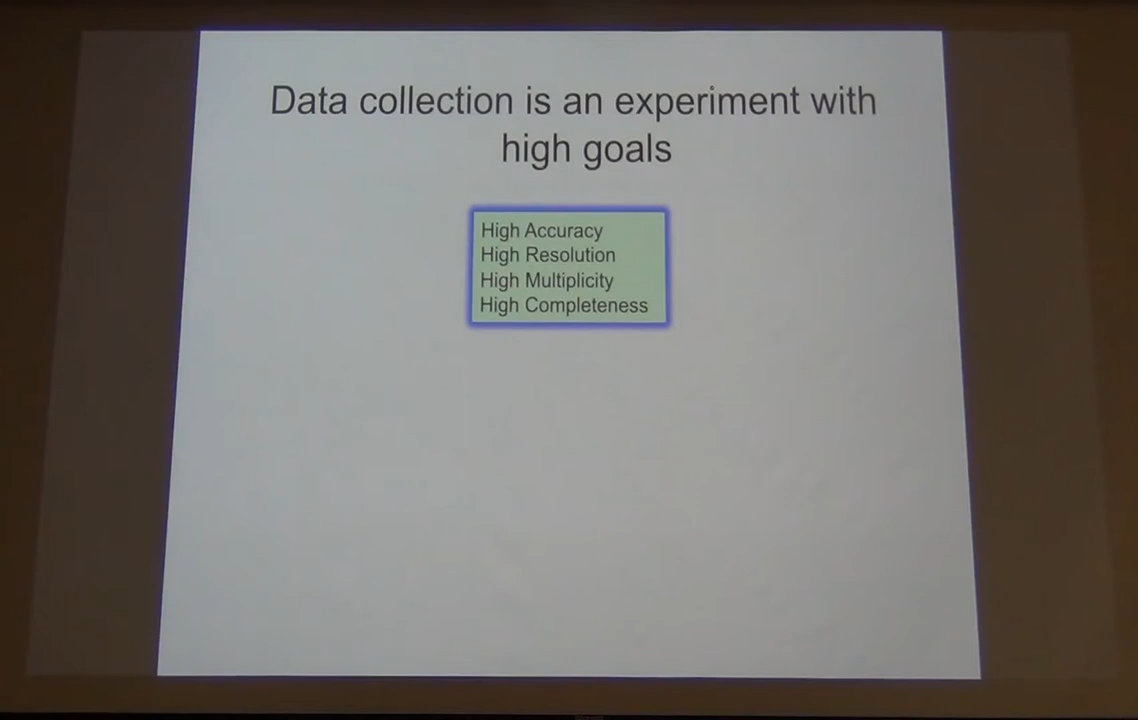 Data collection is an experiment with
high goals
High Accuracy
High Resolution
High Multiplicity
High Completeness